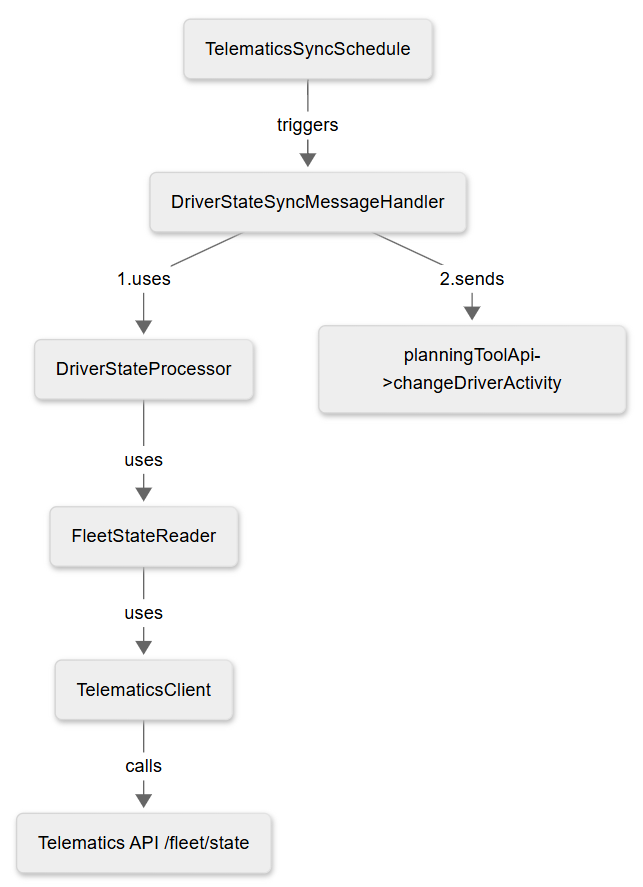 TelematicsSyncSchedule
triggers
DriverStateSyncMessageHandler
1.uses
2.sends
DriverStateProcessor
planningToolApi-
>changeDriverActivity
uses
FleetStateReader
uses
TelematicsClient
calls
Telematics API /fleet/state